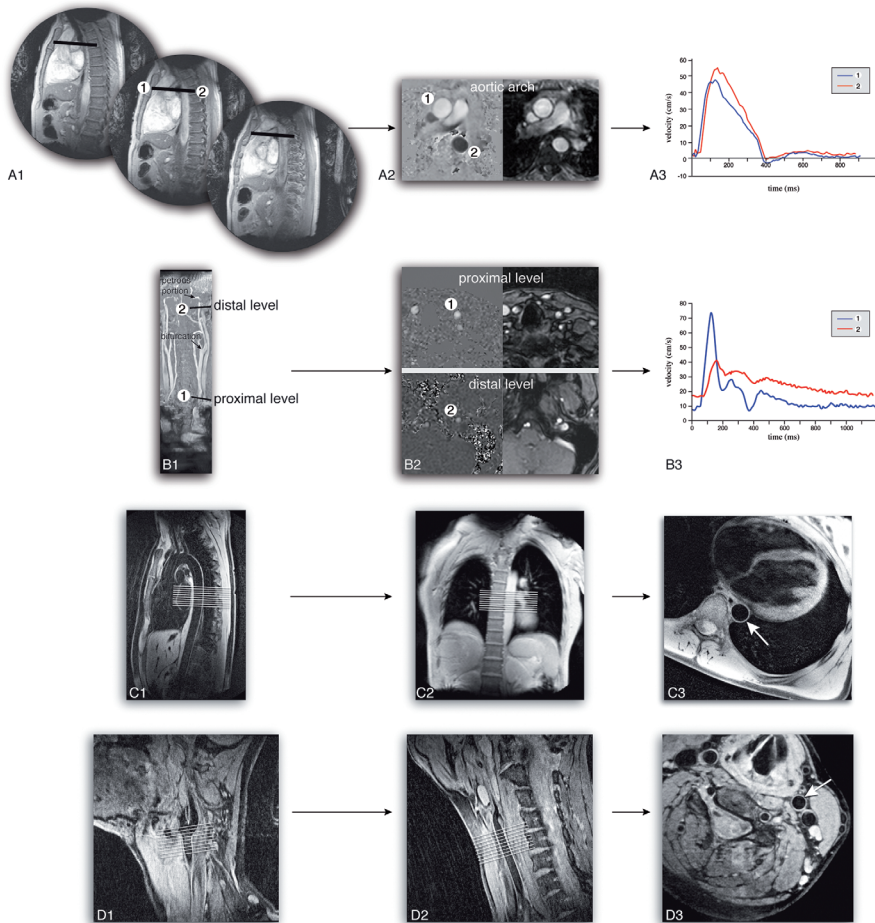 1
2
A1
aortic arch
1
2
A2
velocity (cm/s)
60
50
40
30
20
10
0
-10
200
400
600
800
time (ms)
1
2
A3
petrous
portion
2
distal level
bifurcation
1
proximal level
B1
proximal level
1
distal level
2
B2
velocity (cm/s)
80
70
60
50
40
30
20
10
0
0
200
400
600
800
1000
time (ms)
1
2
B3
C1
C2
C3
D1
D2
D3